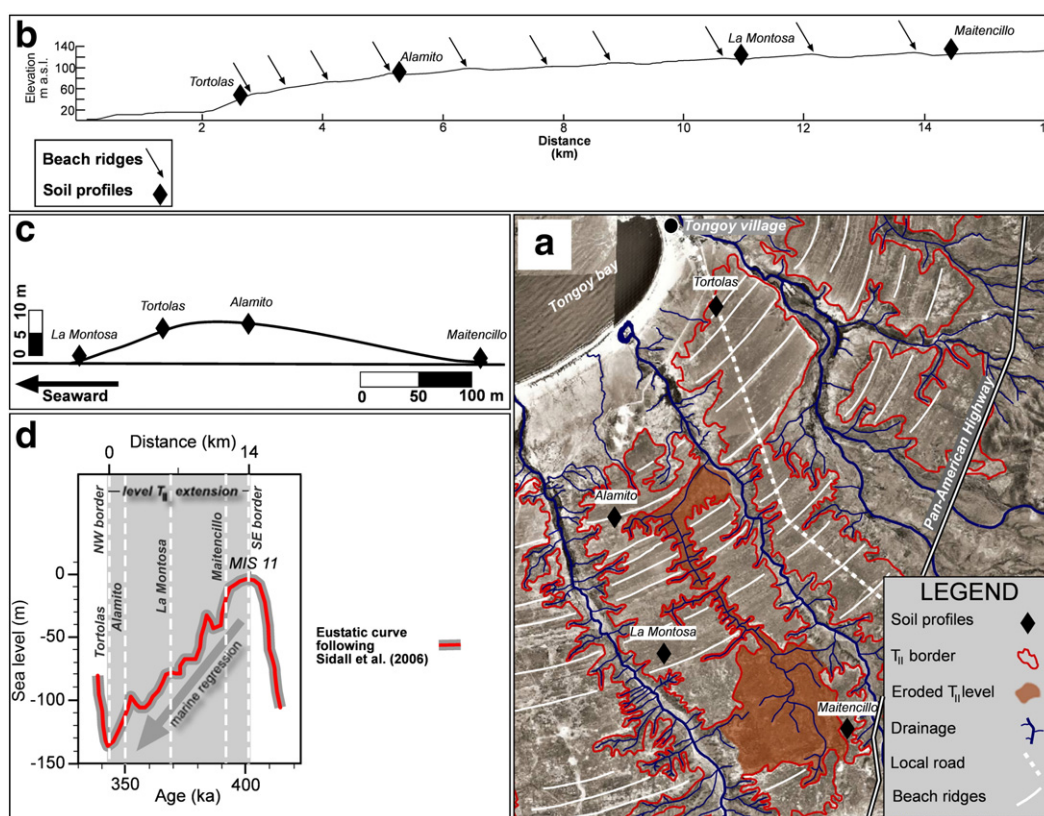 b
Elevation
m a.s.l.
140
100
60
20
Tortolas
Alamito
La Montosa
Maitencillo
2
4
6
8
10
12
14
16
Distance
(km)
Beach ridges
Soil profiles
c
10 m
5
0
La Montosa
Tortolas
Alamito
Maitencillo
Seaward
0
50
100 m
d
Distance (km)
0
14
level TII extension
NW border
SE border
Tortolas
Alamito
La Montosa
Maitencillo
MIS 11
Sea level (m)
0
-50
-100
-150
marine regression
350
400
Age (ka)
Eustatic curve
following
Sidall et al. (2006)
a
Tongoy village
Tongoy bay
Tortolas
Alamito
La Montosa
Maitencillo
Pan-American Highway
LEGEND
Soil profiles
TII border
Eroded TII level
Drainage
Local road
Beach ridges